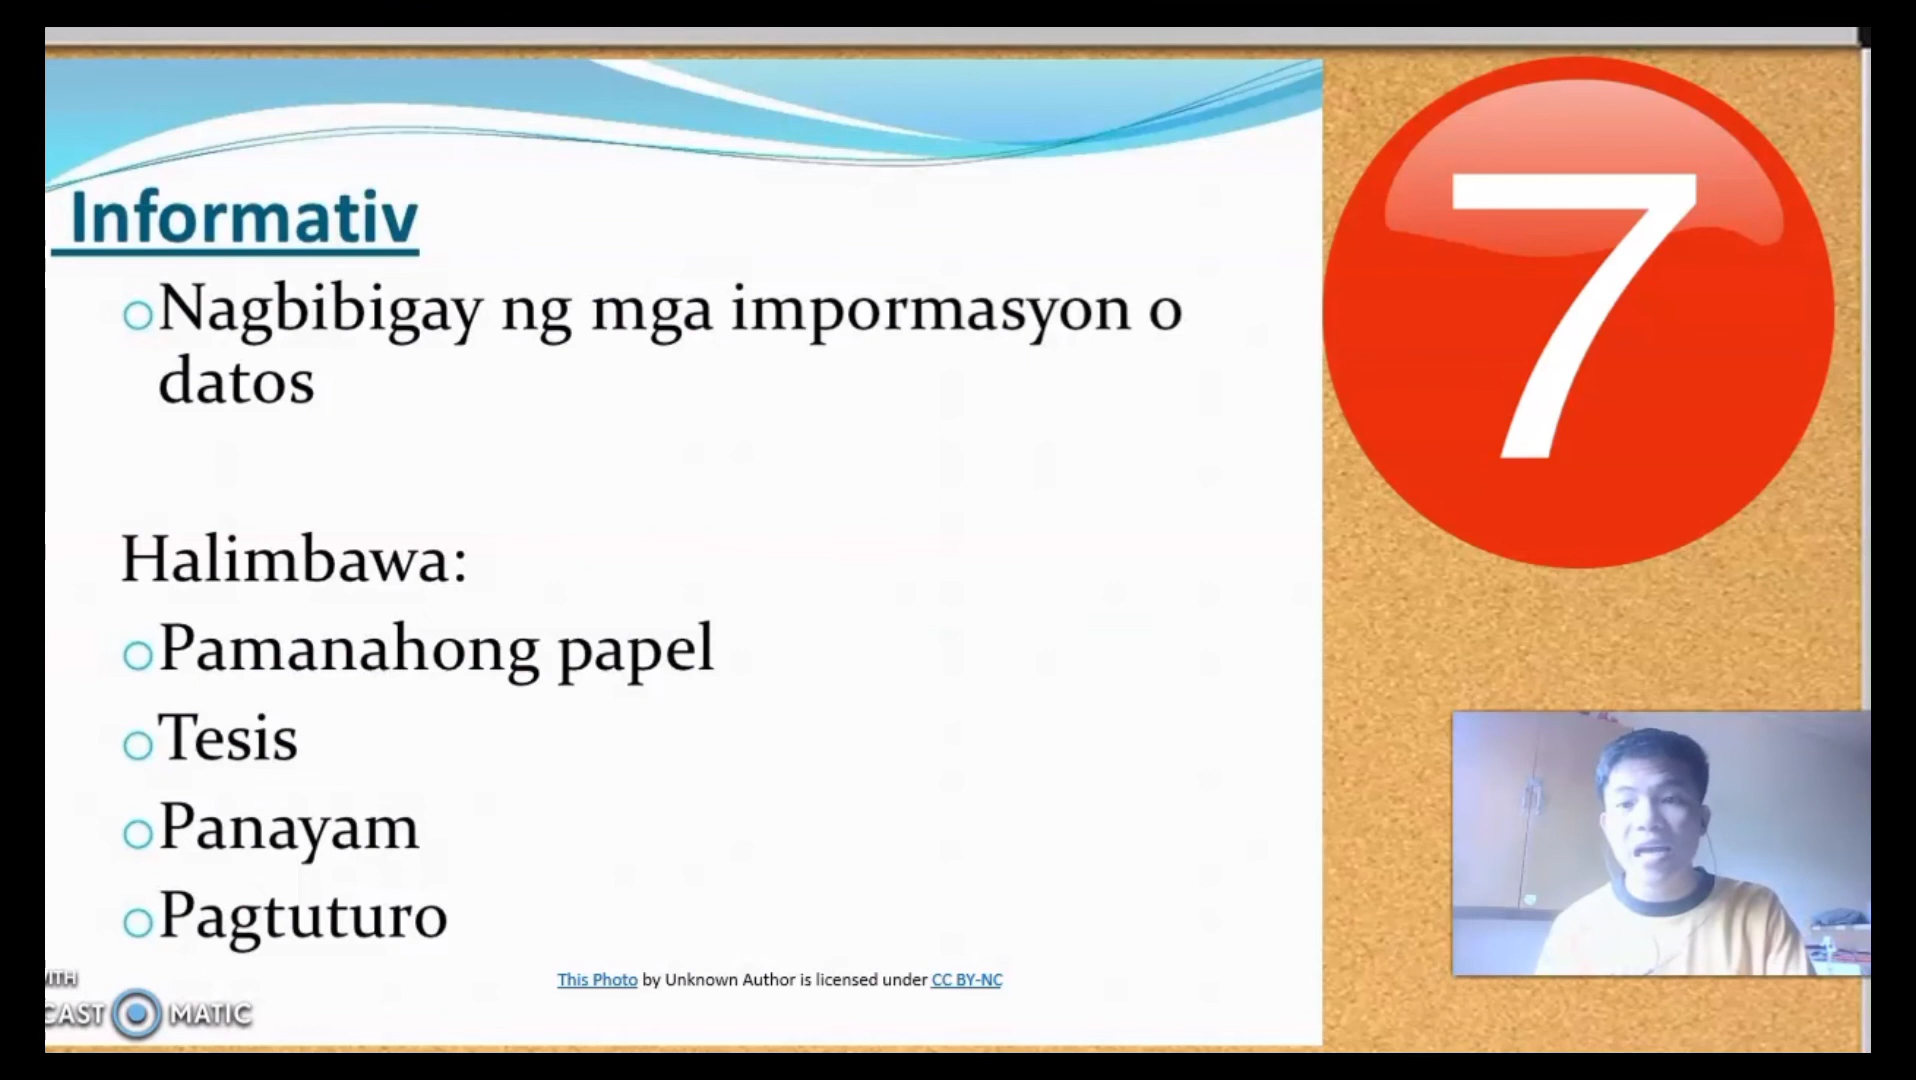 Informativ
Nagbibigay ng mga impormasyon o
datos
Halimbawa:
Pamanahong papel
Tesis
Panayam
Pagtuturo
This Photo by Unknown Author is licensed under CC BY-NC
7
ITH
CAST MATIC